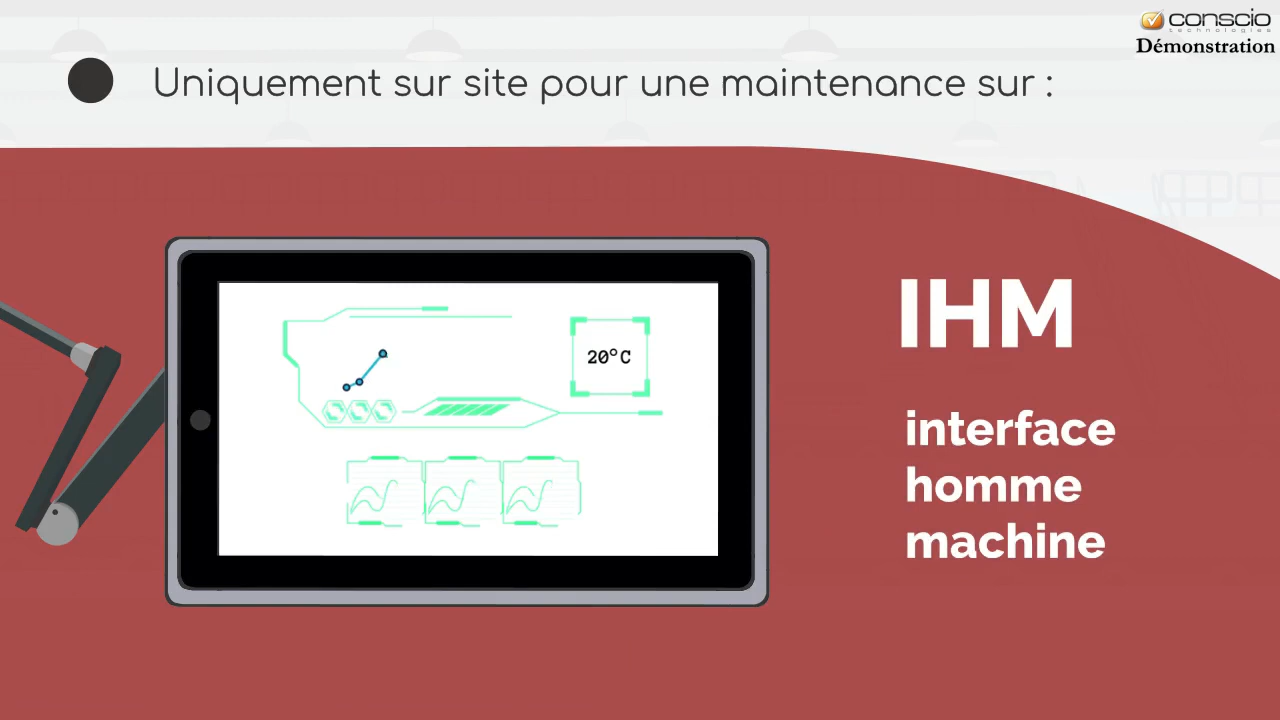 conscio
technologies
Démonstration
Uniquement sur site pour une maintenance sur :
20°C
IHM
interface
homme
machine